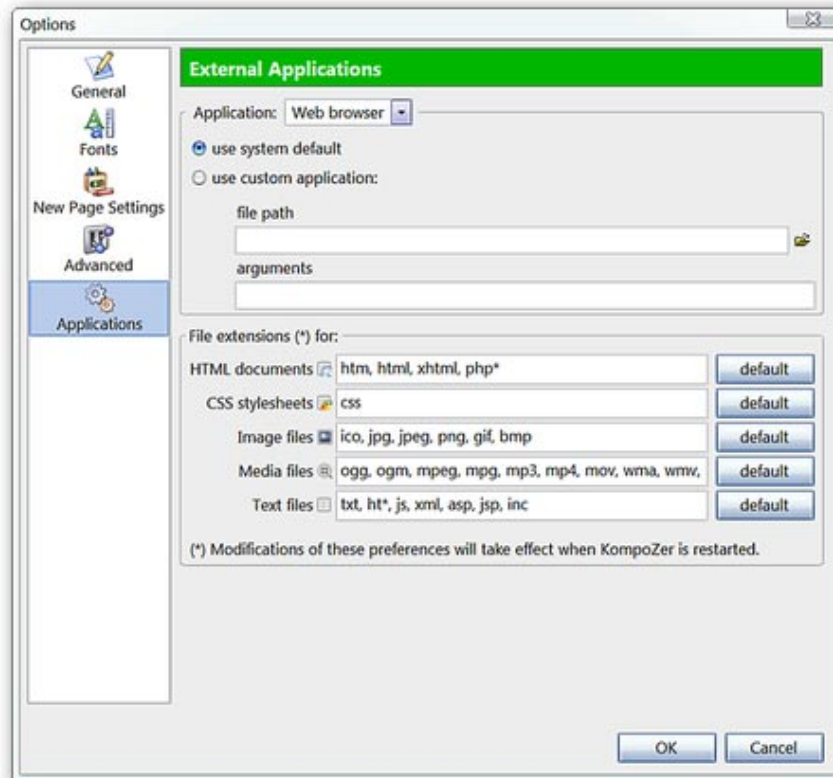 Options
General
Fonts
New Page Settings
Advanced
Applications
External Applications
Application: Web browser
use system default
use custom application:
file path
arguments
File extensions (*) for:
HTML documents htm, html, xhtml, php* default
CSS stylesheets css default
Image files ico, jpg, jpeg, png, gif, bmp default
Media files ogg, ogm, mpeg, mpg, mp3, mp4, mov, wma, wmv, default
Text files txt, ht*, js, xml, asp, jsp, inc default
(*) Modifications of these preferences will take effect when KompoZer is restarted.
OK Cancel